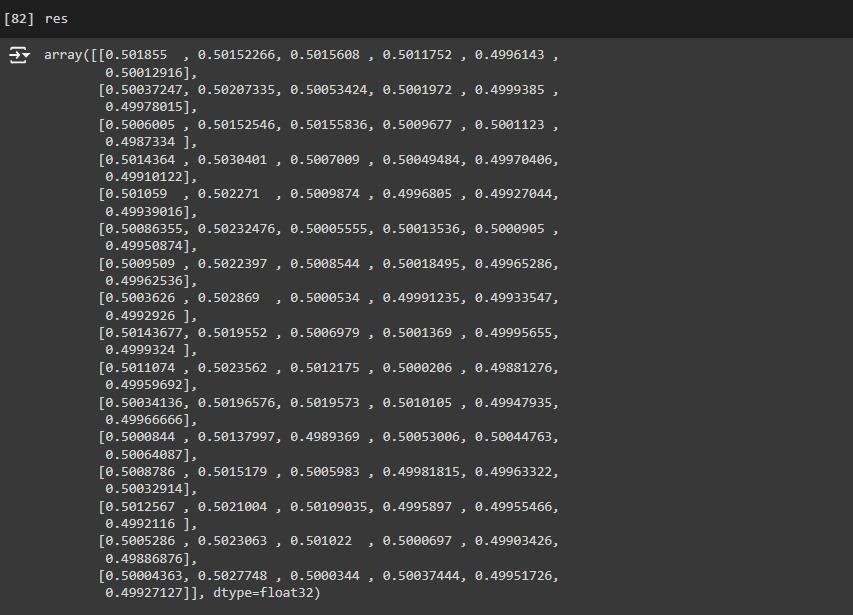 [82] res
array([[0.501855  , 0.50152266, 0.5015608 , 0.5011752 , 0.4996143 ,
0.50012916],
[0.50037247, 0.50207335, 0.50053424, 0.5001972 , 0.4999385 ,
0.49978015],
[0.5006005 , 0.50152546, 0.50155836, 0.5009677 , 0.5001123 ,
0.4987334 ],
[0.5014364 , 0.5030401 , 0.5007009 , 0.50049484, 0.49970406,
0.49910122],
[0.501059  , 0.502271  , 0.5009874 , 0.4996805 , 0.49927044,
0.49939016],
[0.50086355, 0.50232476, 0.50005555, 0.50013536, 0.5000905 ,
0.49950874],
[0.5009509 , 0.5022397 , 0.5008544 , 0.50018495, 0.49965286,
0.49962536],
[0.5003626 , 0.502869  , 0.5000534 , 0.49991235, 0.49933547,
0.4992926 ],
[0.50143677, 0.5019552 , 0.5006979 , 0.5001369 , 0.49995655,
0.4999324 ],
[0.5011074 , 0.5023562 , 0.5012175 , 0.5000206 , 0.49881276,
0.49959692],
[0.50034136, 0.50196576, 0.5019573 , 0.5010105 , 0.49947935,
0.49966666],
[0.5000844 , 0.50137997, 0.4989369 , 0.50053006, 0.50044763,
0.50064087],
[0.5008786 , 0.5015179 , 0.5005983 , 0.49981815, 0.49963322,
0.50032914],
[0.5012567 , 0.5021004 , 0.50109035, 0.4995897 , 0.49955466,
0.4992116 ],
[0.5005286 , 0.5023063 , 0.501022  , 0.5000697 , 0.49903426,
0.49886876],
[0.50004363, 0.5027748 , 0.5000344 , 0.50037444, 0.49951726,
0.49927127]], dtype=float32)